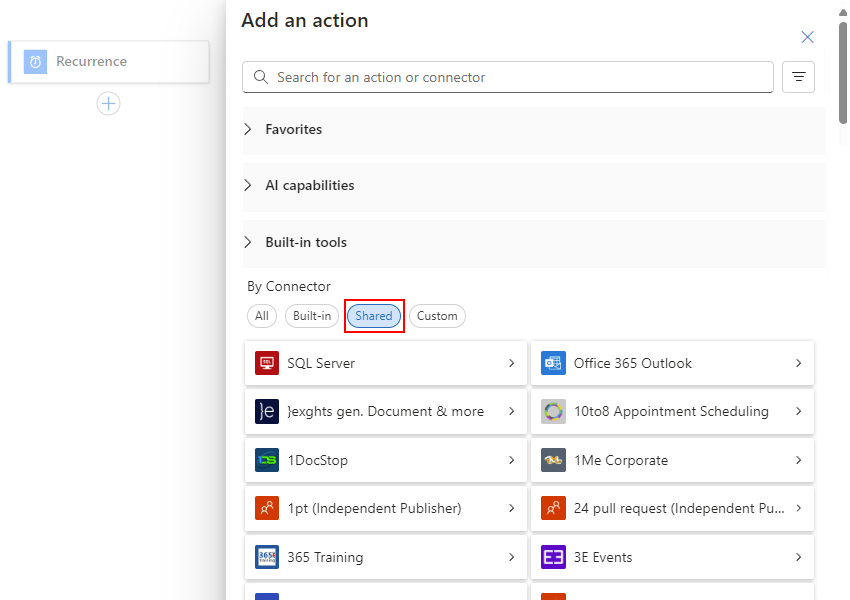 Add an action
Recurrence
Search for an action or connector
Favorites
AI capabilities
Built-in tools
By Connector
All Built-in Shared Custom
SQL Server
Office 365 Outlook
}exghts gen. Document & more
10to8 Appointment Scheduling
1DocStop
1Me Corporate
1pt (Independent Publisher)
24 pull request (Independent Pu...
365 Training
3E Events